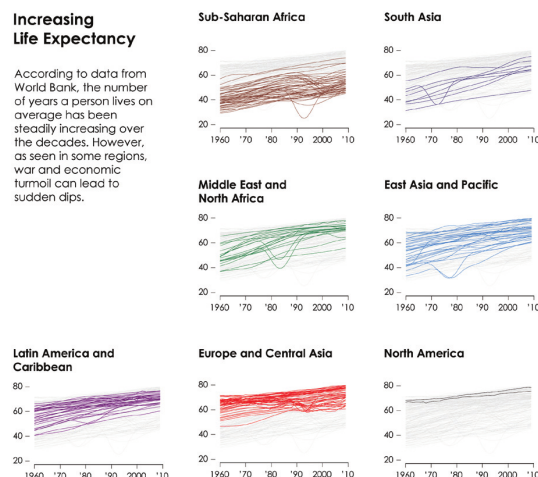 Increasing
Life Expectancy
According to data from
World Bank, the number
of years a person lives on
average has been
steadily increasing over
the decades. However,
as seen in some regions,
war and economic
turmoil can lead to
sudden dips.
Sub-Saharan Africa
80
60
40
20
1960 '70 '80 '90 2000 '10
South Asia
80
60
40
20
1960 '70 '80 '90 2000 '10
Middle East and
North Africa
80
60
40
20
1960 '70 '80 '90 2000 '10
East Asia and Pacific
80
60
40
20
1960 '70 '80 '90 2000 '10
Latin America and
Caribbean
80
60
40
20
1960 '70 '80 '90 2000 '10
Europe and Central Asia
80
60
40
20
1960 '70 '80 '90 2000 '10
North America
80
60
40
20
1960 '70 '80 '90 2000 '10